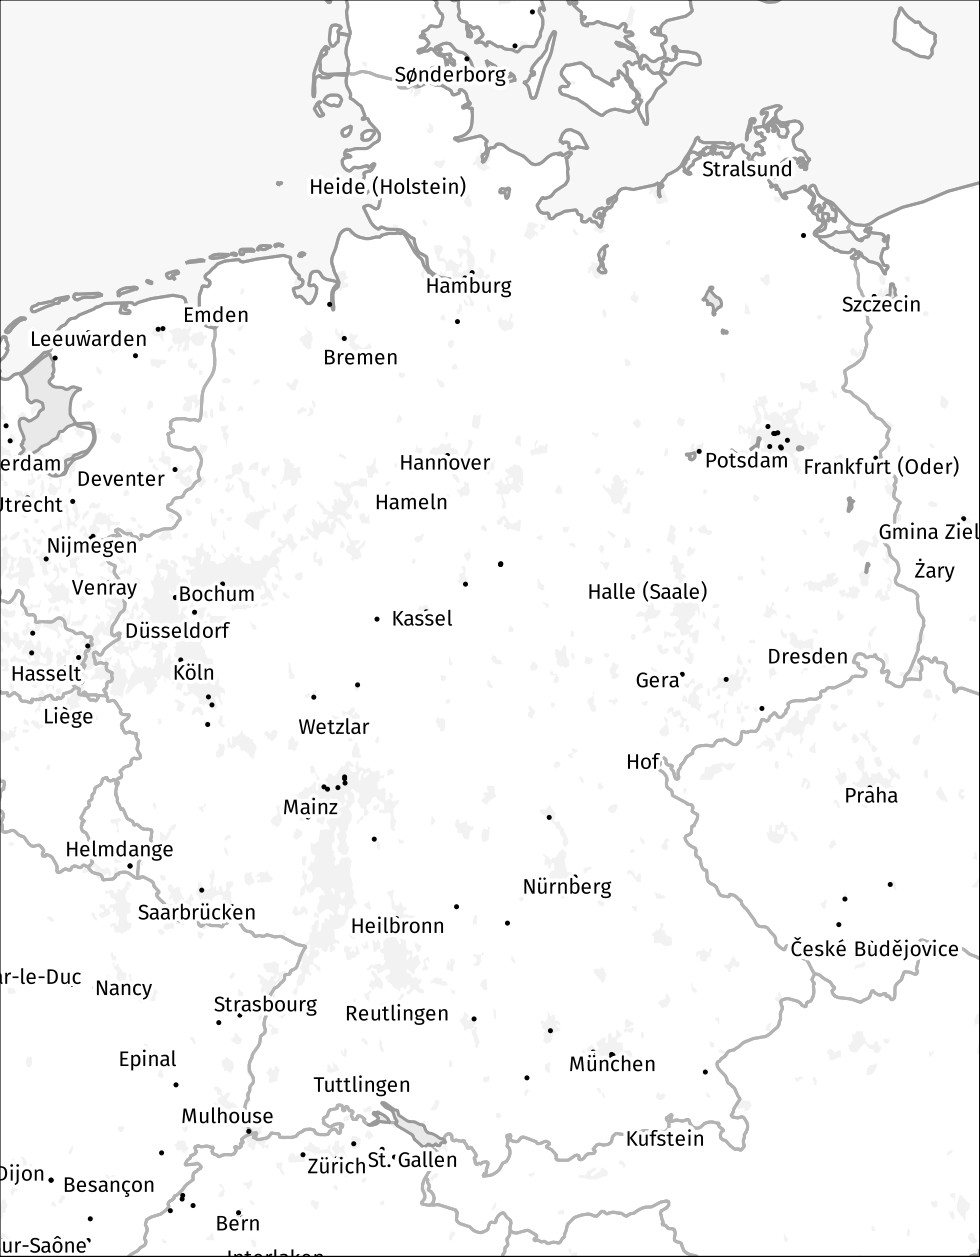 Sønderborg
Stralsund
Heide (Holstein)
Hamburg
Szczecin
Emden
Leeuwarden
Bremen
erdam
Hannover
Potsdam
Frankfurt (Oder)
Deventer
Utrecht
Hameln
Gmina Ziel
Nijmegen
Żary
Venray
Bochum
Halle (Saale)
Kassel
Düsseldorf
Dresden
Hasselt
Köln
Gera
Liège
Wetzlar
Hof
Praha
Mainz
Helmdange
Nürnberg
Saarbrücken
Heilbronn
České Budějovice
ar-le-Duc
Nancy
Strasbourg
Reutlingen
Epinal
München
Tuttlingen
Mulhouse
Kufstein
Zürich
St. Gallen
Dijon
Besançon
Bern
ur-Saône
Interlaken